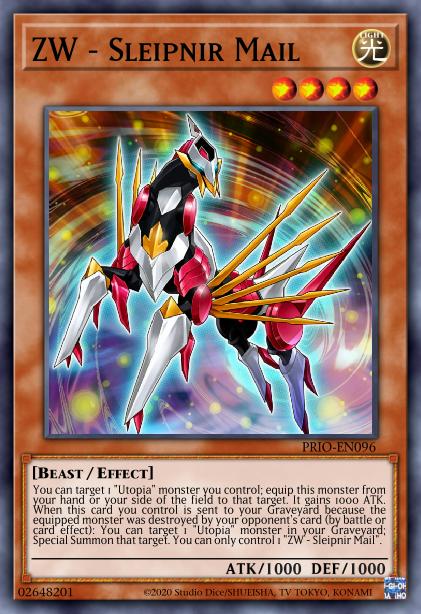 ZW - Sleipnir Mail
LIGHT
光
PRIO-EN096
[Beast / Effect]
You can target 1 "Utopia" monster you control; equip this monster from
your hand or your side of the field to that target. It gains 1000 ATK.
When this card you control is sent to your Graveyard because the
equipped monster was destroyed by your opponent's card (by battle or
card effect): You can target 1 "Utopia" monster in your Graveyard;
Special Summon that target. You can only control 1 "ZW - Sleipnir Mail".
ATK/1000 DEF/1000
02648201
©2020 Studio Dice/SHUEISHA, TV TOKYO, KONAMI